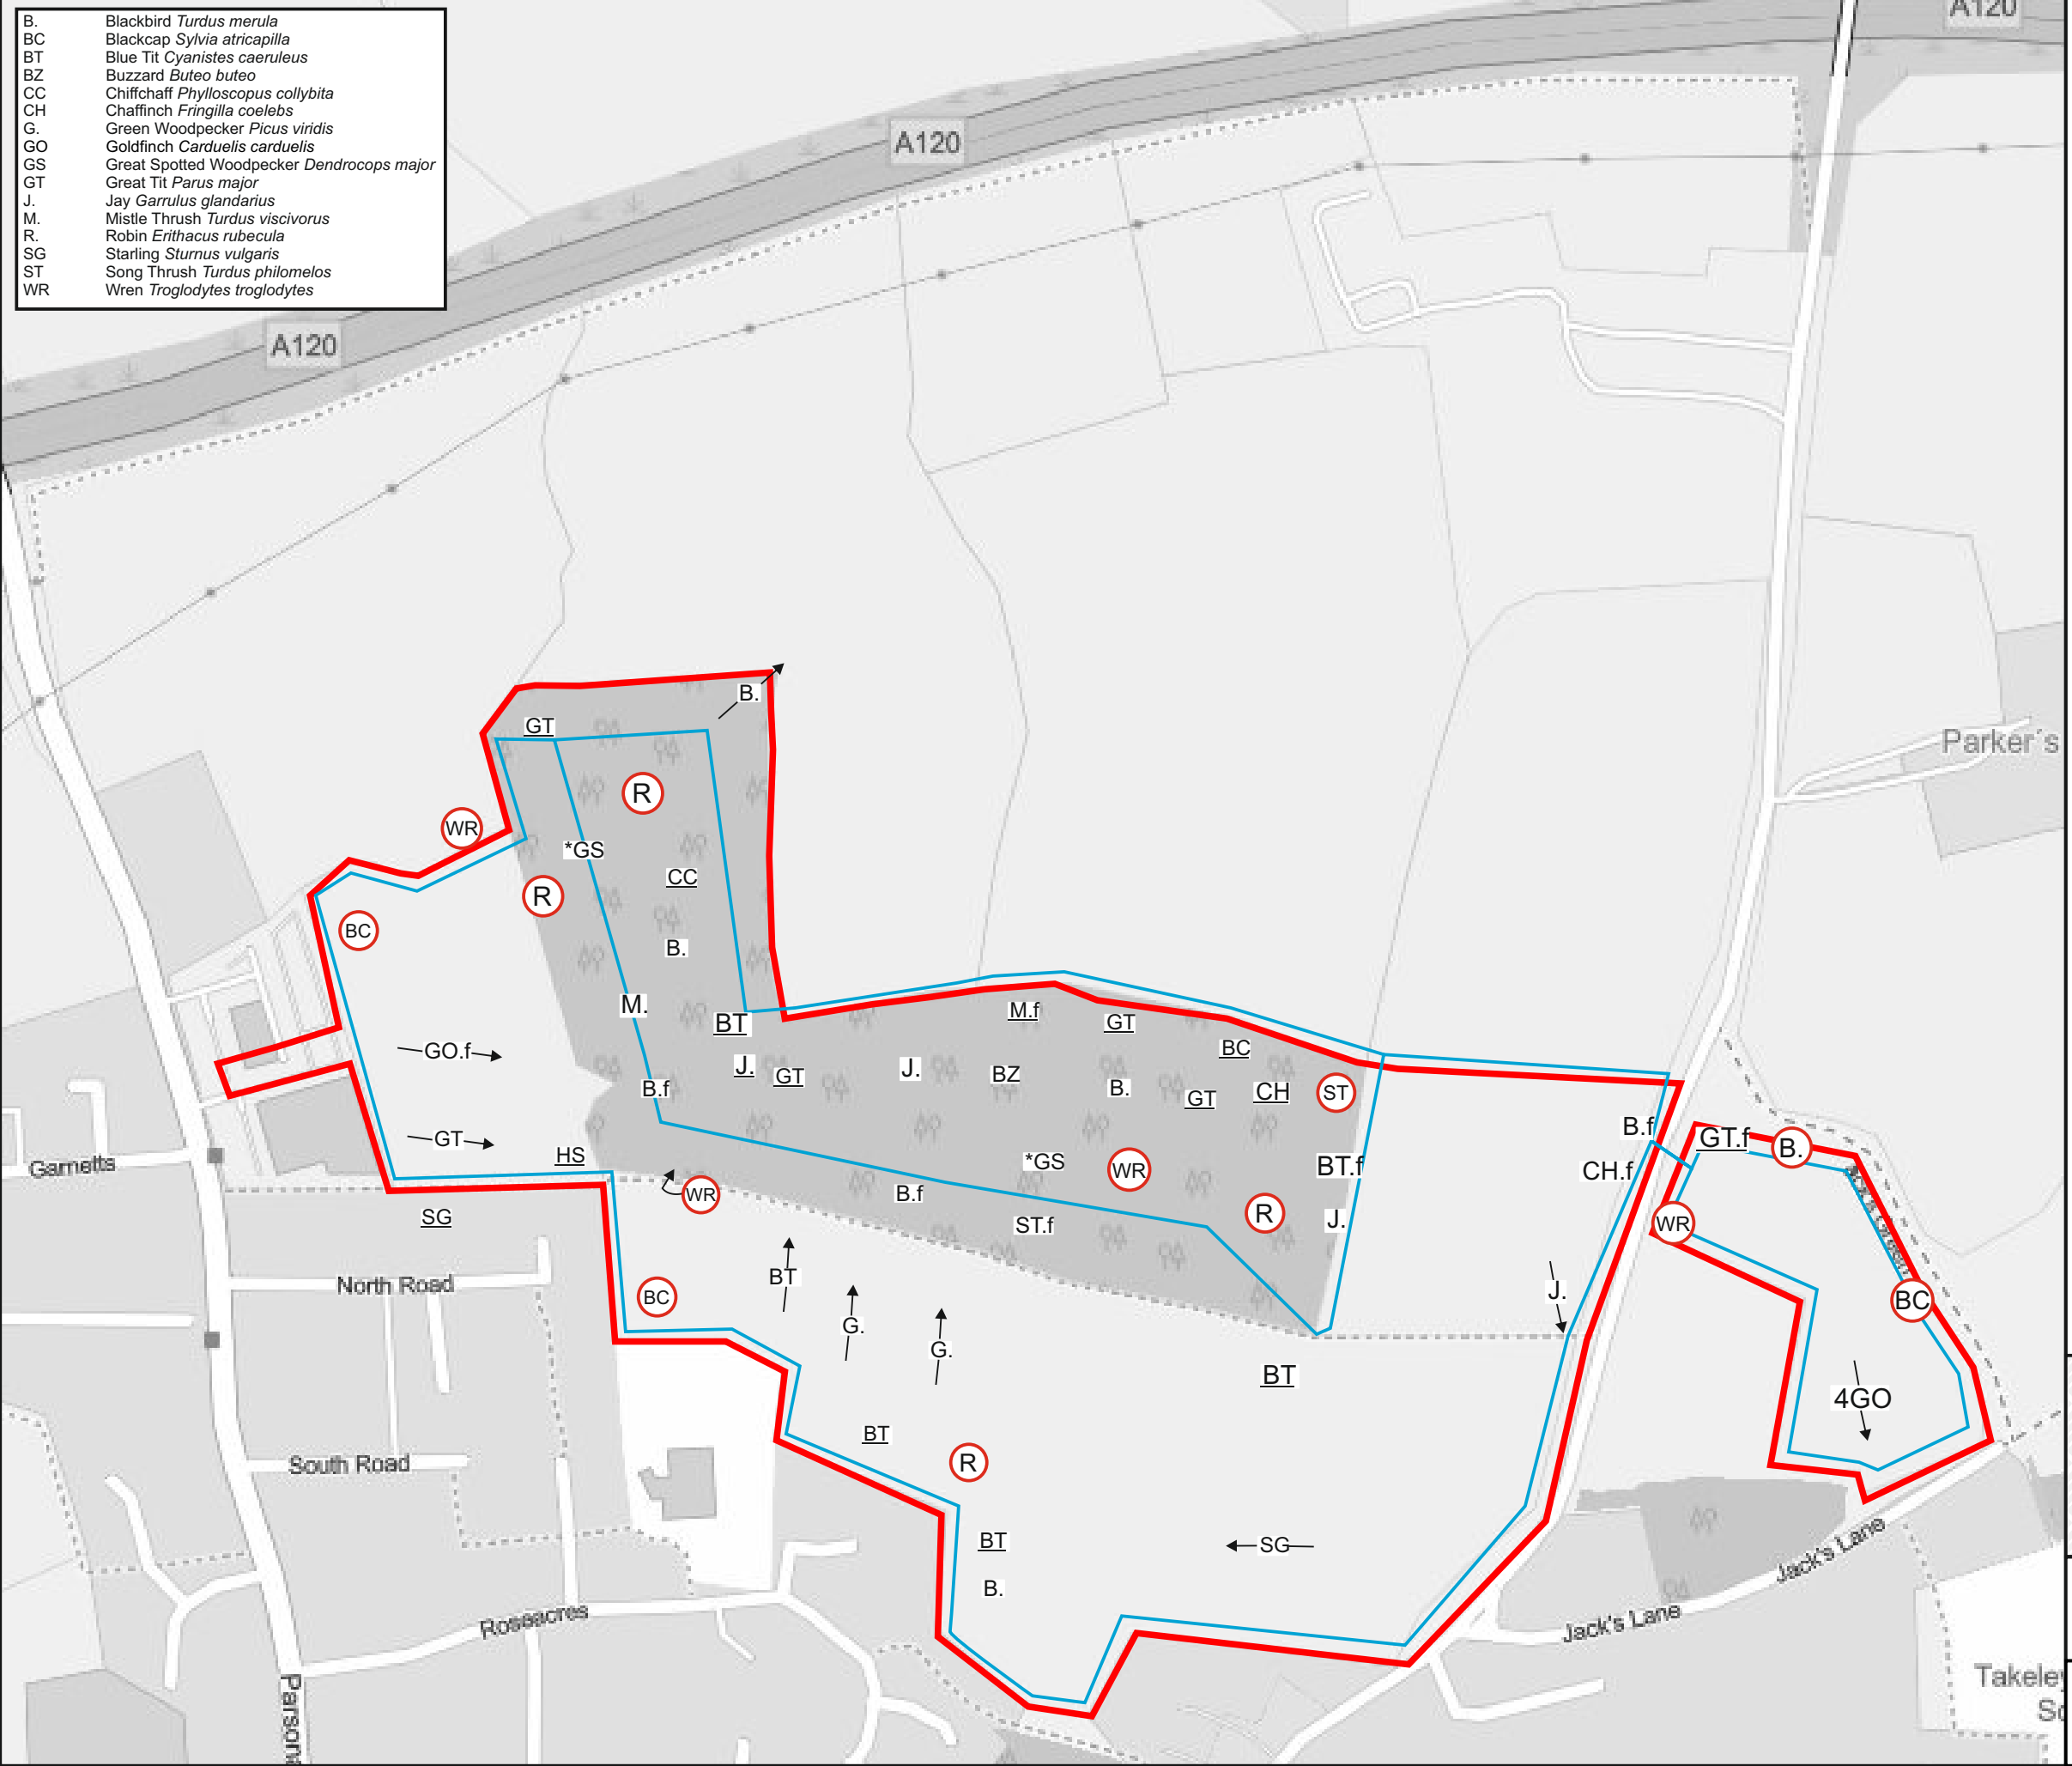 B. Blackbird Turdus merula
BC Blackcap Sylvia atricapilla
BT Blue Tit Cyanistes caeruleus
BZ Buzzard Buteo buteo
CC Chiffchaff Phylloscopus collybita
CH Chaffinch Fringilla coelebs
G. Green Woodpecker Picus viridis
GO Goldfinch Carduelis carduelis
GS Great Spotted Woodpecker Dendrocops major
GT Great Tit Parus major
J. Jay Garrulus glandarius
M. Mistle Thrush Turdus viscivorus
R. Robin Erithacus rubecula
SG Starling Sturnus vulgaris
ST Song Thrush Turdus philomelos
WR Wren Troglodytes troglodytes
A120
A120
A120
B.
GT
Parker's
R
WR
*GS
CC
R
BC
B.
M.
BT
M.f
GT
GO.f
BC
J.
GT
J.
BZ
B.
GT
CH
ST
B.f
B.f
GT.f
B.
GT
HS
*GS
WR
BT.f
CH.f
Garnetts
WR
B.f
ST.f
R
J.
WR
SG
BT
North Road
BC
J.
BC
G.
G.
BT
4GO
BT
South Road
R
BT
SG
Jack's Lane
B.
Roseacres
Jack's Lane